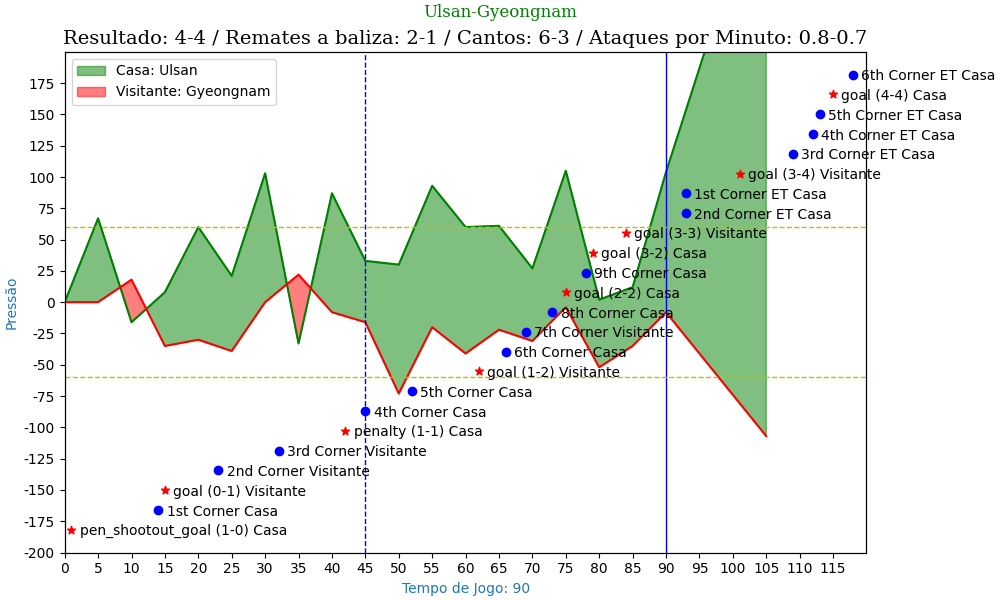 Ulsan-Gyeongnam
Resultado: 4-4 / Remates a baliza: 2-1 / Cantos: 6-3 / Ataques por Minuto: 0.8-0.7
Casa: Ulsan
Visitante: Gyeongnam
6th Corner ET Casa
goal (4-4) Casa
5th Corner ET Casa
4th Corner ET Casa
3rd Corner ET Casa
goal (3-4) Visitante
1st Corner ET Casa
2nd Corner ET Casa
goal (3-3) Visitante
goal (3-2) Casa
9th Corner Casa
goal (2-2) Casa
8th Corner Casa
7th Corner Visitante
6th Corner Casa
goal (1-2) Visitante
5th Corner Casa
4th Corner Casa
penalty (1-1) Casa
3rd Corner Visitante
2nd Corner Visitante
goal (0-1) Visitante
1st Corner Casa
pen_shootout_goal (1-0) Casa
Pressão
175
150
125
100
75
50
25
0
-25
-50
-75
-100
-125
-150
-175
-200
0 5 10 15 20 25 30 35 40 45 50 55 60 65 70 75 80 85 90 95 100 105 110 115
Tempo de Jogo: 90